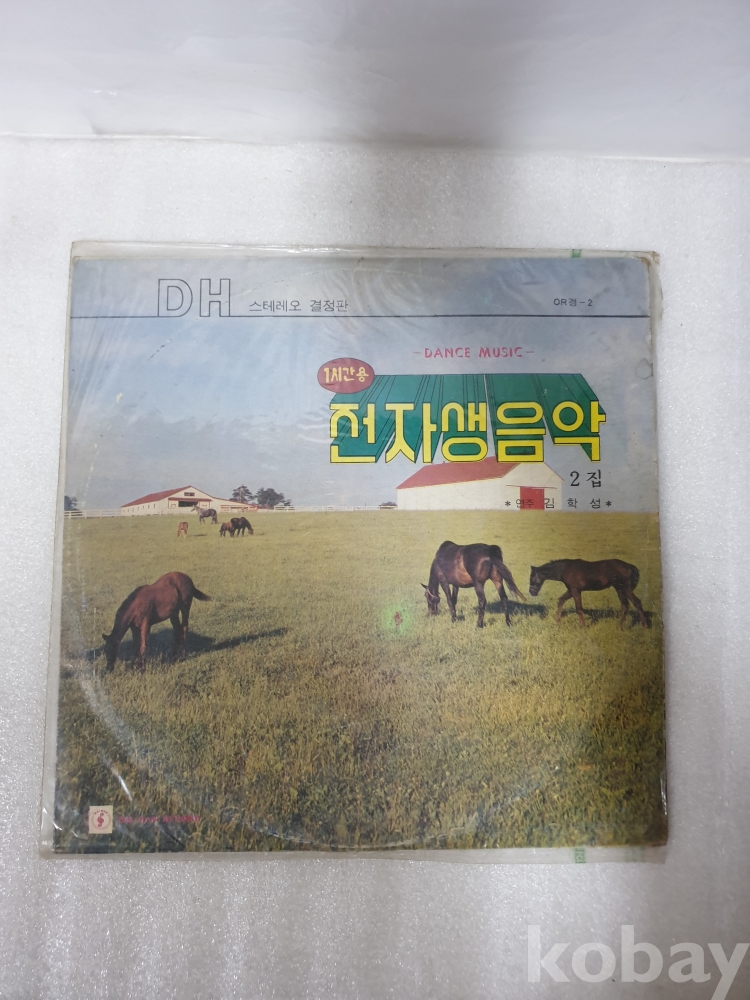 DH 스테레오 결정판
OR경-2
-DANCE MUSIC-
1시간용
전자생음악
2집
*연주 김 학 성*
kobay